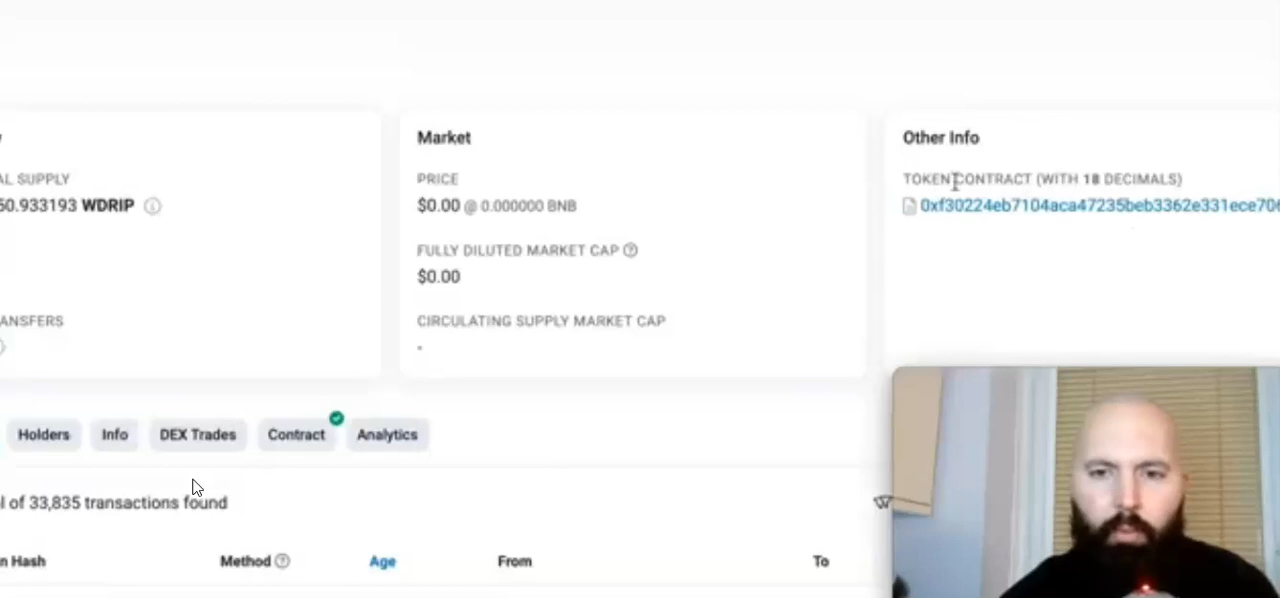 Market
Other Info
AL SUPPLY
PRICE
TOKEN CONTRACT (WITH 18 DECIMALS)
50.933193 WDRIP
$0.00 @ 0.000000 BNB
0xf30224eb7104aca47235beb3362e331ece70
FULLY DILUTED MARKET CAP
$0.00
ANSFERS
CIRCULATING SUPPLY MARKET CAP
-
Holders
Info
DEX Trades
Contract
Analytics
l of 33,835 transactions found
n Hash
Method
Age
From
To